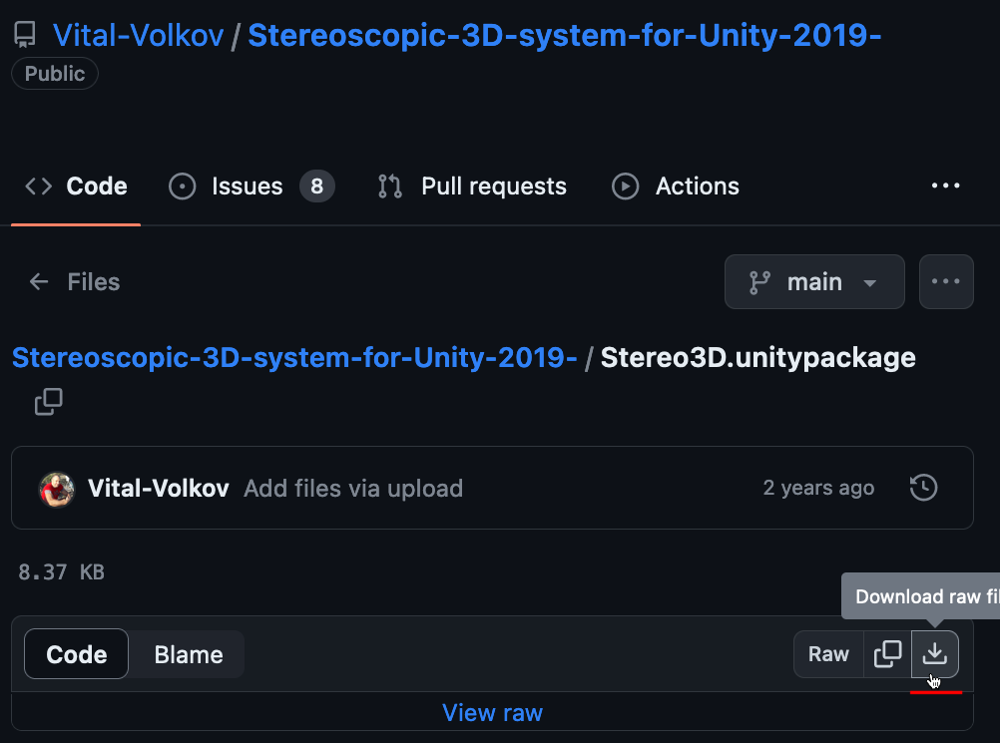 Vital-Volkov / Stereoscopic-3D-system-for-Unity-2019-
Public
Code Issues 8 Pull requests Actions
Files main
Stereoscopic-3D-system-for-Unity-2019- / Stereo3D.unitypackage
Vital-Volkov Add files via upload 2 years ago
8.37 KB
Download raw fi
Code Blame Raw
View raw